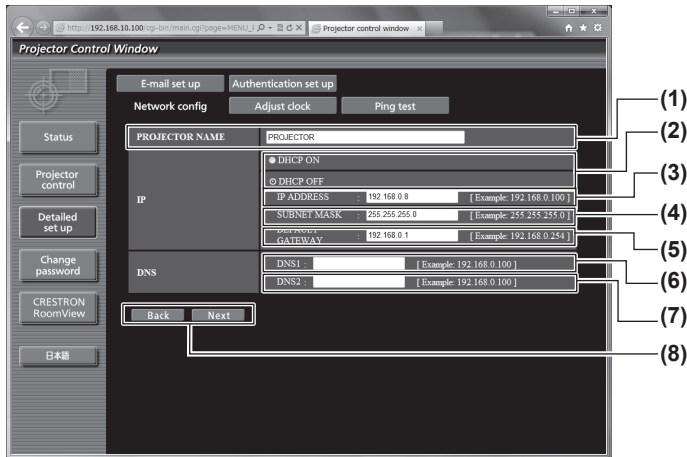 http://192.168.10.100/cgi-bin/main.cgi?page=MENU_F
Projector control window
Projector Control Window
E-mail set up
Authentication set up
Network config
Adjust clock
Ping test
(1)
(2)
(3)
(4)
(5)
(6)
(7)
(8)
Status
Projector
control
Detailed
set up
Change
password
CRESTRON
RoomView
日本語
PROJECTOR NAME
PROJECTOR
IP
DHCP ON
DHCP OFF
IP ADDRESS : 192.168.0.8 [ Example: 192.168.0.100 ]
SUBNET MASK : 255.255.255.0 [ Example: 255.255.255.0 ]
DEFAULT
GATEWAY : 192.168.0.1 [ Example: 192.168.0.254 ]
DNS
DNS1 : [ Example: 192.168.0.100 ]
DNS2 : [ Example: 192.168.0.100 ]
Back
Next